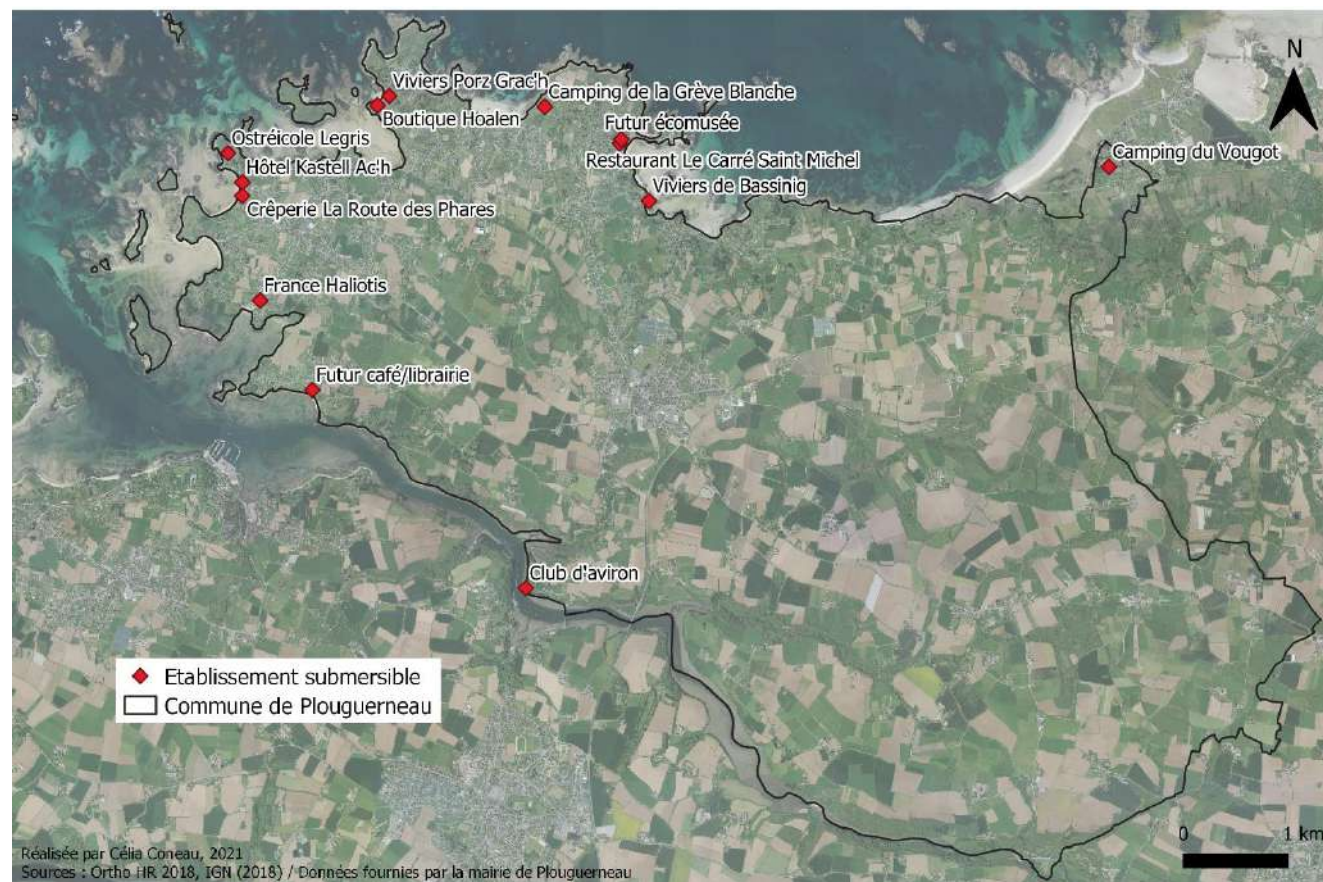 N
Viviers Porz Grac'h
Camping de la Grève Blanche
Boutique Hoalen
Futur écomusée
Ostréicole Legris
Restaurant Le Carré Saint Michel
Camping du Vougot
Hôtel Kastell Ac'h
Viviers de Bassinig
Crêperie La Route des Phares
France Haliotis
Futur café/librairie
Club d'aviron
Etablissement submersible
Commune de Plouguerneau
0 1 km
Réalisée par Célia Coneau, 2021
Sources : Ortho HR 2018, IGN (2018) / Données fournies par la mairie de Plouguerneau